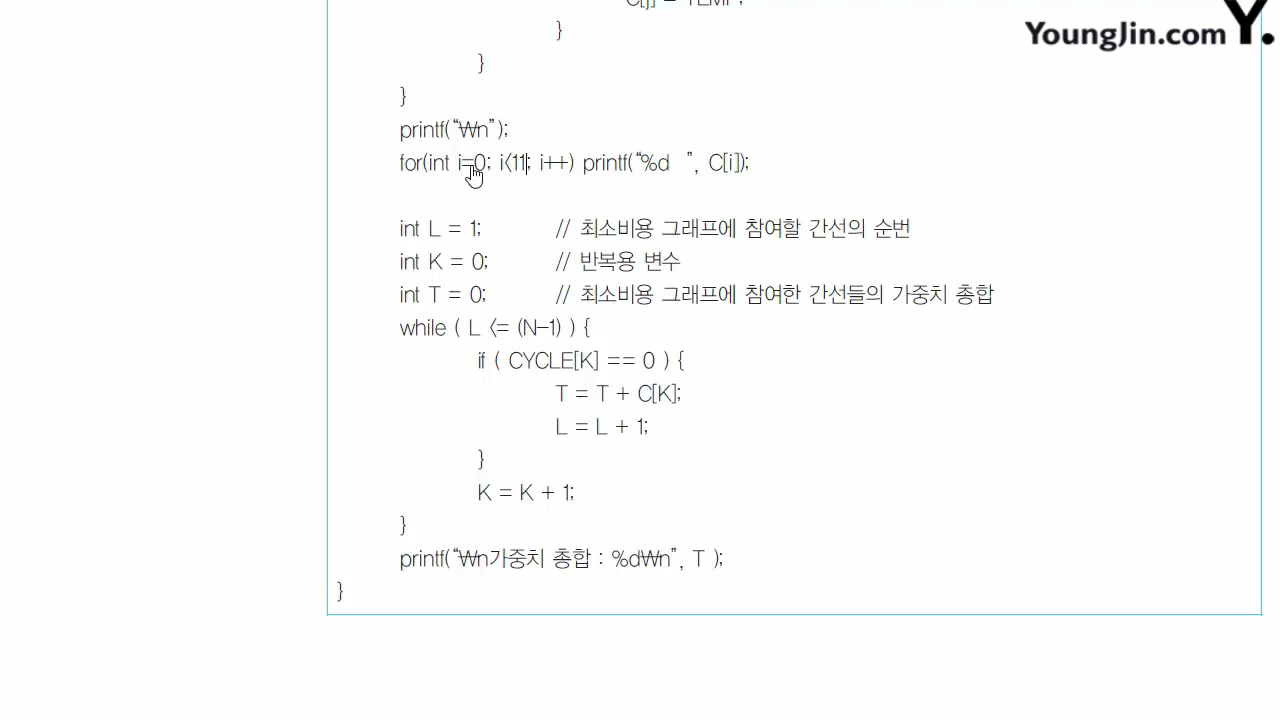 C[j] = TEMP;
}
}
}
printf("₩n");
for(int i=0; i<11; i++) printf("%d ", C[i]);
int L = 1; // 최소비용 그래프에 참여할 간선의 순번
int K = 0; // 반복용 변수
int T = 0; // 최소비용 그래프에 참여한 간선들의 가중치 총합
while ( L <= (N-1) ) {
if ( CYCLE[K] == 0 ) {
T = T + C[K];
L = L + 1;
}
K = K + 1;
}
printf("₩n가중치 총합 : %d₩n", T );
}
YoungJin.com Y.